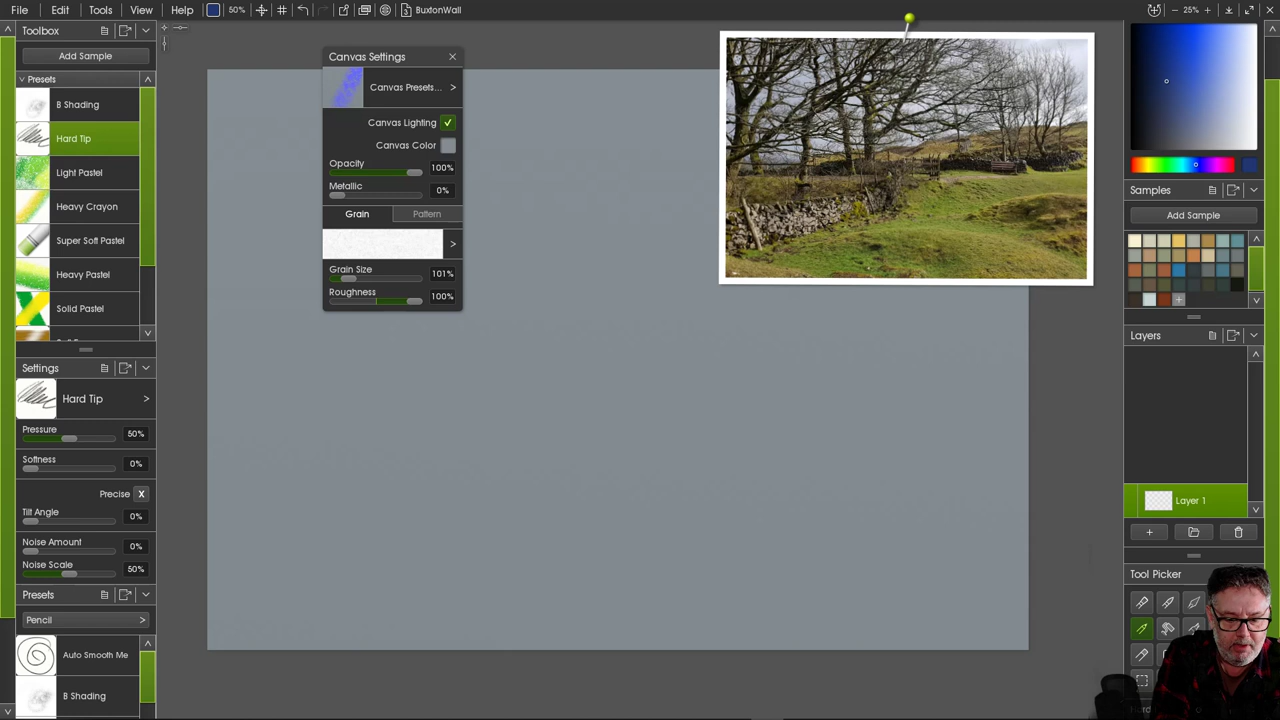 File Edit Tools View Help 50% BuxtonWall 25%
Toolbox
Add Sample
Presets
B Shading
Hard Tip
Light Pastel
Heavy Crayon
Super Soft Pastel
Heavy Pastel
Solid Pastel
Settings
Hard Tip
Pressure
50%
Softness
0%
Precise X
Tilt Angle
0%
Noise Amount
0%
Noise Scale
50%
Presets
Pencil
Auto Smooth Me
B Shading
Canvas Settings
Canvas Presets...
Canvas Lighting
Canvas Color
Opacity
100%
Metallic
0%
Grain Pattern
Grain Size
101%
Roughness
100%
Samples
Add Sample
Layers
Layer 1
Tool Picker